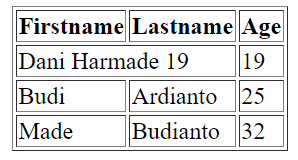 Firstname Lastname Age
Dani Harmade 19 19
Budi Ardianto 25
Made Budianto 32